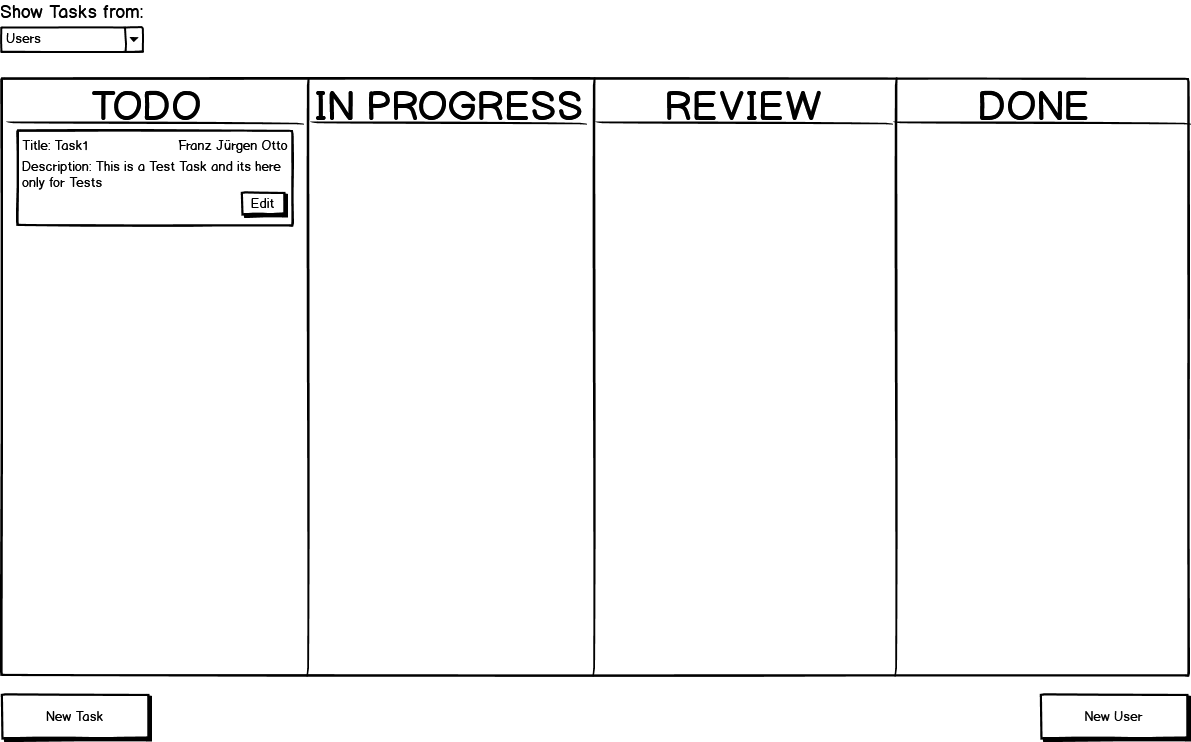 Show Tasks from:
Users
TODO
IN PROGRESS
REVIEW
DONE
Title: Task1
Franz Jürgen Otto
Description: This is a Test Task and its here
only for Tests
Edit
New Task
New User